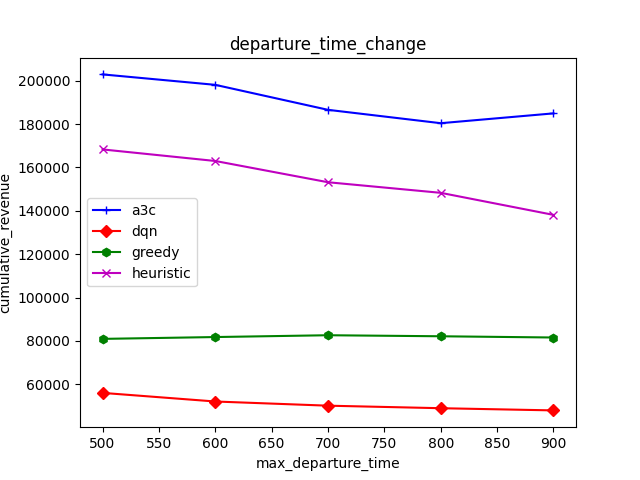 departure_time_change
cumulative_revenue
200000
180000
160000
140000
120000
100000
80000
60000
a3c
dqn
greedy
heuristic
500 550 600 650 700 750 800 850 900
max_departure_time